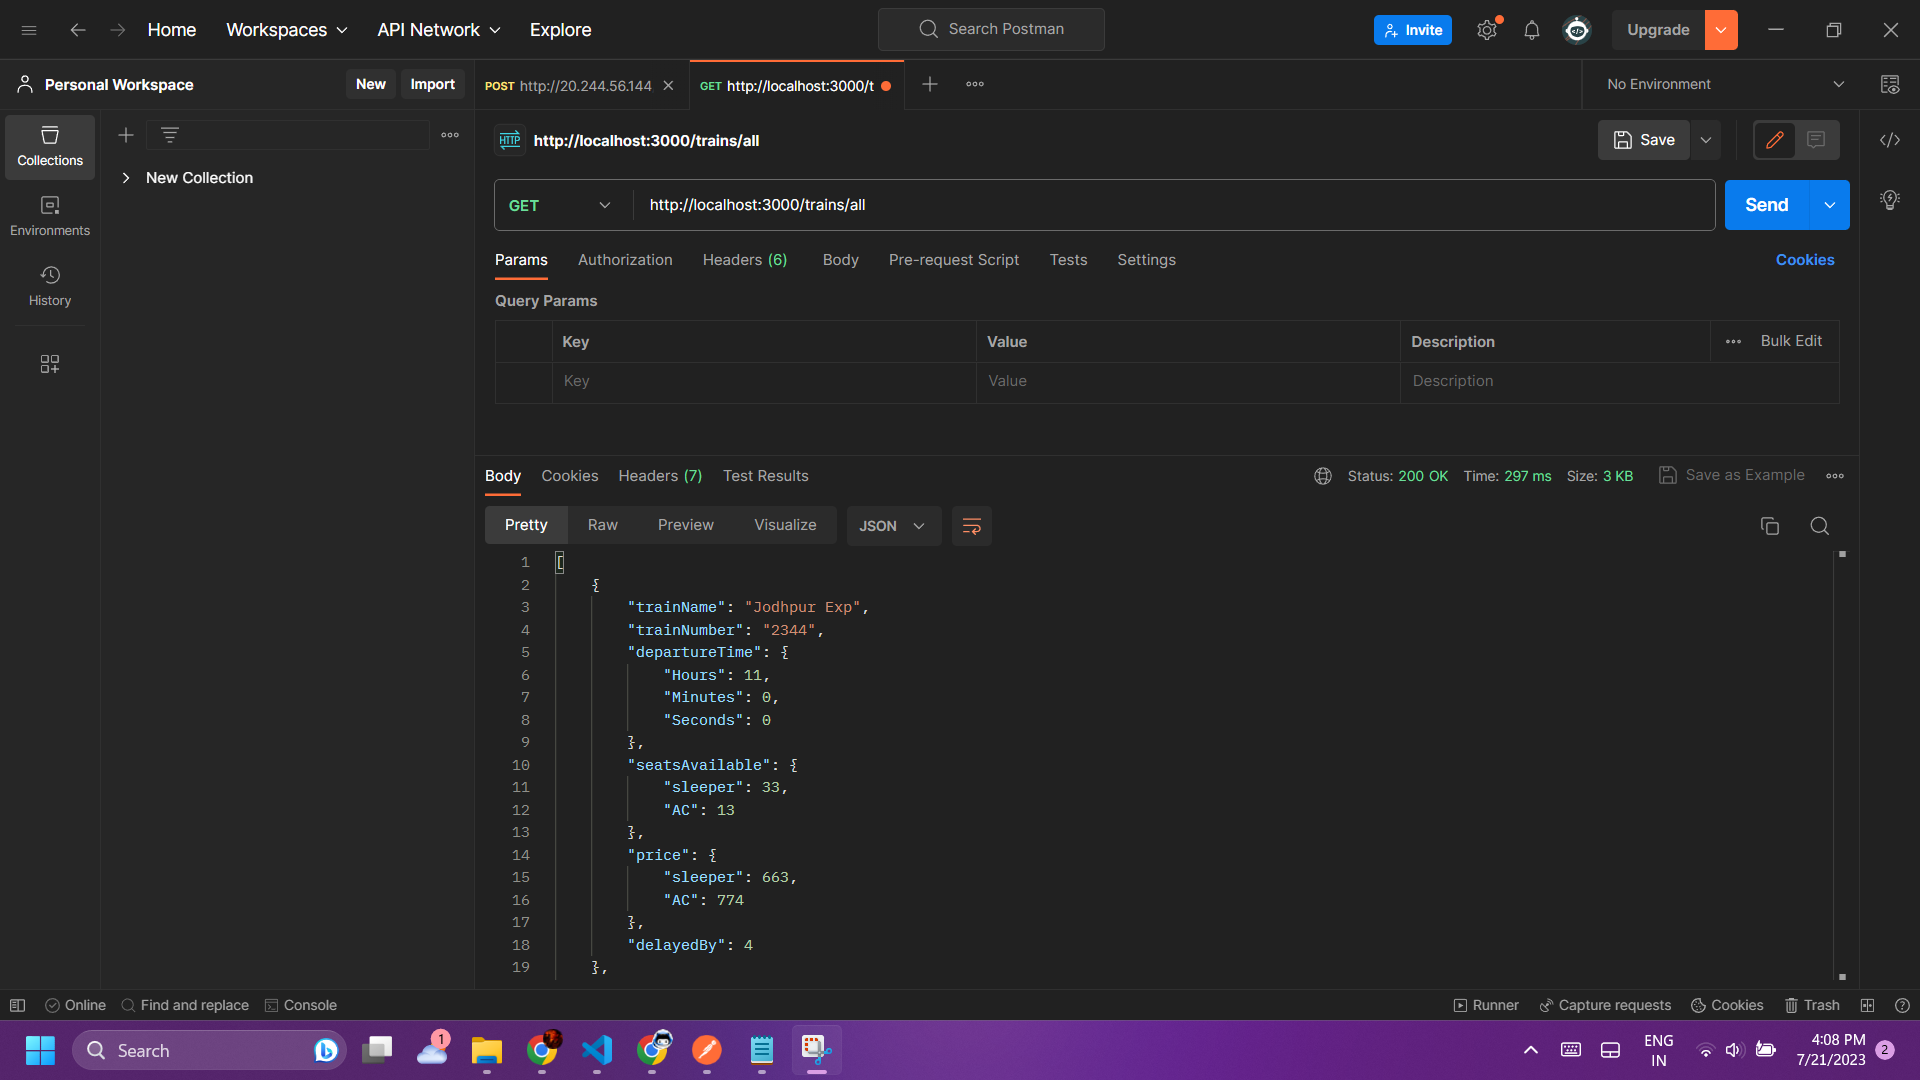 Home
Workspaces
API Network
Explore
Search Postman
Invite
Upgrade
Personal Workspace
New
Import
POST http://20.244.56.144
GET http://localhost:3000/t
No Environment
Collections
Environments
History
New Collection
HTTP http://localhost:3000/trains/all
Save
GET
http://localhost:3000/trains/all
Send
Params
Authorization
Headers (6)
Body
Pre-request Script
Tests
Settings
Cookies
Query Params
Key
Value
Description
Bulk Edit
Key
Value
Description
Body
Cookies
Headers (7)
Test Results
Status: 200 OK
Time: 297 ms
Size: 3 KB
Save as Example
Pretty
Raw
Preview
Visualize
JSON
1 [
2 {
3 "trainName": "Jodhpur Exp",
4 "trainNumber": "2344",
5 "departureTime": {
6 "Hours": 11,
7 "Minutes": 0,
8 "Seconds": 0
9 },
10 "seatsAvailable": {
11 "sleeper": 33,
12 "AC": 13
13 },
14 "price": {
15 "sleeper": 663,
16 "AC": 774
17 },
18 "delayedBy": 4
19 },
Online
Find and replace
Console
Runner
Capture requests
Cookies
Trash
Search
1
ENG
IN
4:08 PM
7/21/2023
2